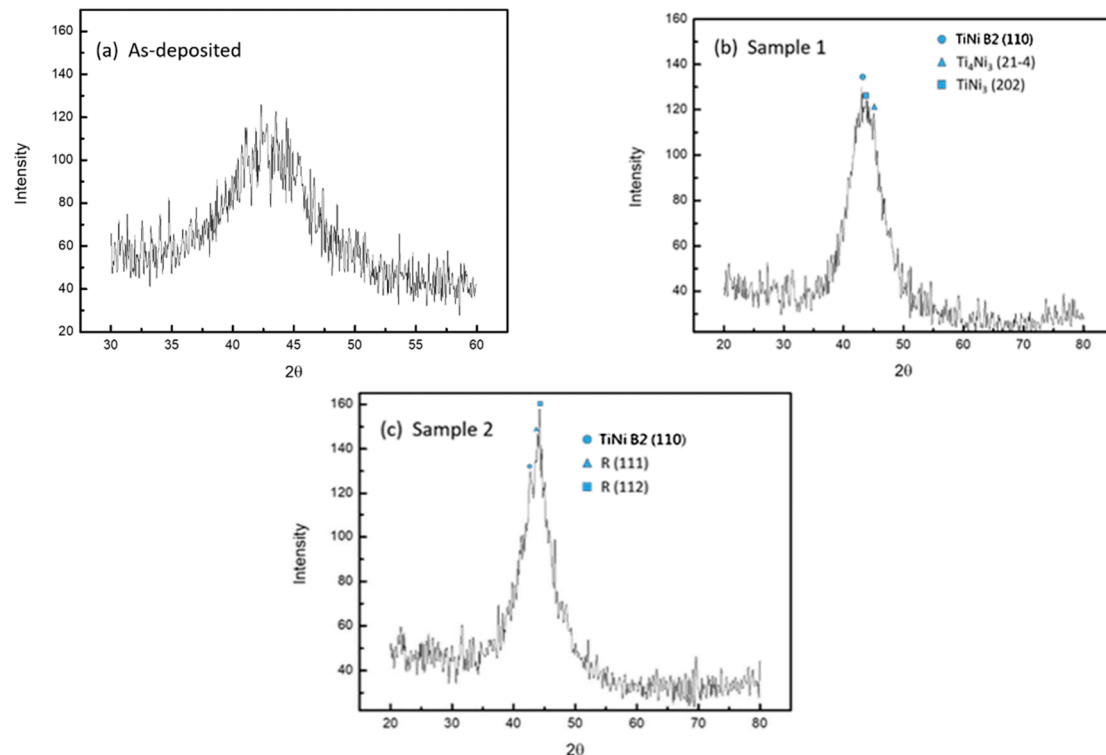 (a) As-deposited
160
140
120
100
80
60
40
20
30
35
40
45
50
55
60
Intensity
2θ
(b) Sample 1
TiNi B2 (110)
Ti₄Ni₃ (21-4)
TiNi₃ (202)
160
140
120
100
80
60
40
20
30
40
50
60
70
80
Intensity
2θ
(c) Sample 2
TiNi B2 (110)
R (111)
R (112)
160
140
120
100
80
60
40
20
30
40
50
60
70
80
Intensity
2θ